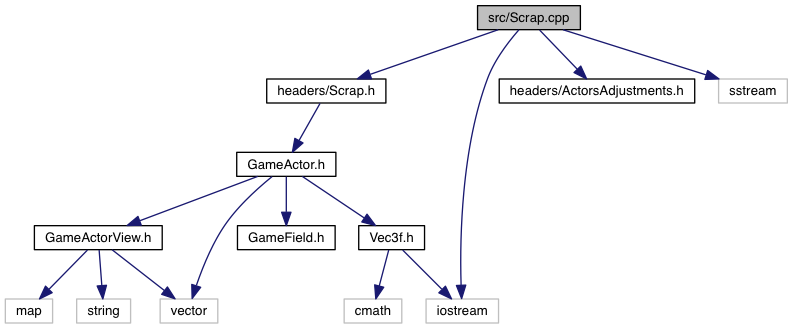 src/Scrap.cpp
headers/Scrap.h
headers/ActorsAdjustments.h
sstream
GameActor.h
GameActorView.h
GameField.h
Vec3f.h
map
string
vector
cmath
iostream